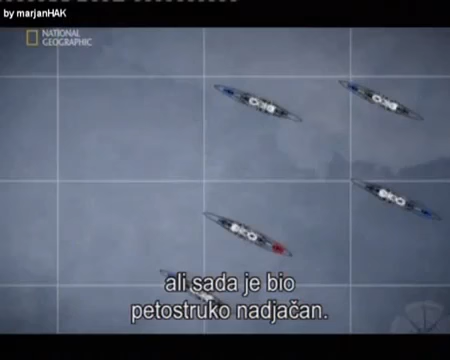 by marjanHAK
NATIONAL
GEOGRAPHIC
ali sada je bio
petostruko nadjačan.